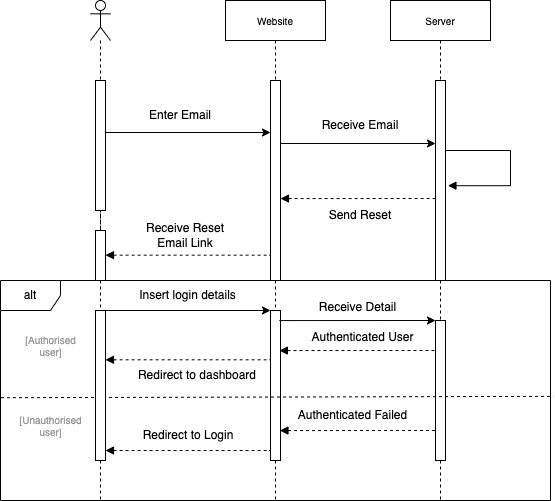 Website
Server
Enter Email
Receive Email
Send Reset
Receive Reset
Email Link
alt
Insert login details
Receive Detail
[Authorised
user]
Authenticated User
Redirect to dashboard
Authenticated Failed
[Unauthorised
user]
Redirect to Login